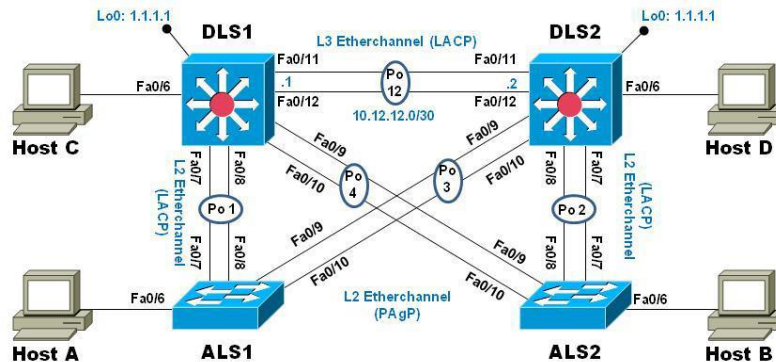 Lo0: 1.1.1.1
Lo0: 1.1.1.1
DLS1
L3 Etherchannel (LACP)
DLS2
Fa0/11
Fa0/11
Fa0/6
.1
Po
12
.2
Fa0/6
Fa0/12
Fa0/12
10.12.12.0/30
Host C
Host D
Fa0/9
Fa0/9
Fa0/10
Fa0/10
Fa0/7
Fa0/8
Fa0/8
Fa0/7
L2 Etherchannel
(LACP)
Po 1
Po
4
Po
3
Po 2
L2 Etherchannel
(LACP)
Fa0/7
Fa0/8
Fa0/8
Fa0/7
Fa0/9
Fa0/9
Fa0/10
Fa0/10
Fa0/6
L2 Etherchannel
(PAgP)
Fa0/6
Host A
ALS1
ALS2
Host B